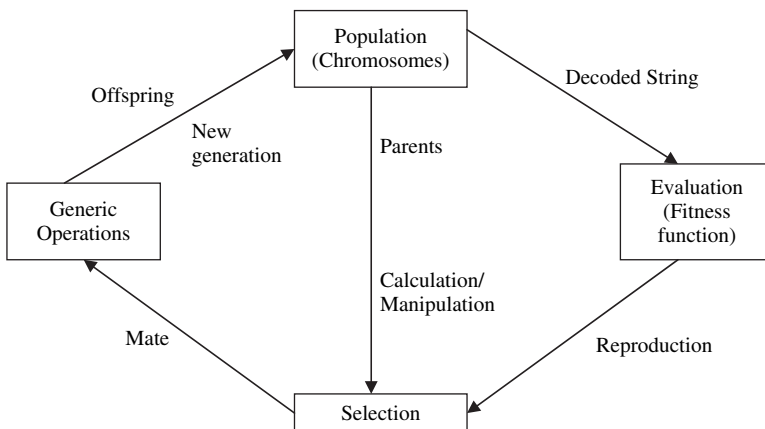 Population
(Chromosomes)
Offspring
Decoded String
New
generation
Parents
Generic
Operations
Evaluation
(Fitness
function)
Calculation/
Manipulation
Mate
Reproduction
Selection